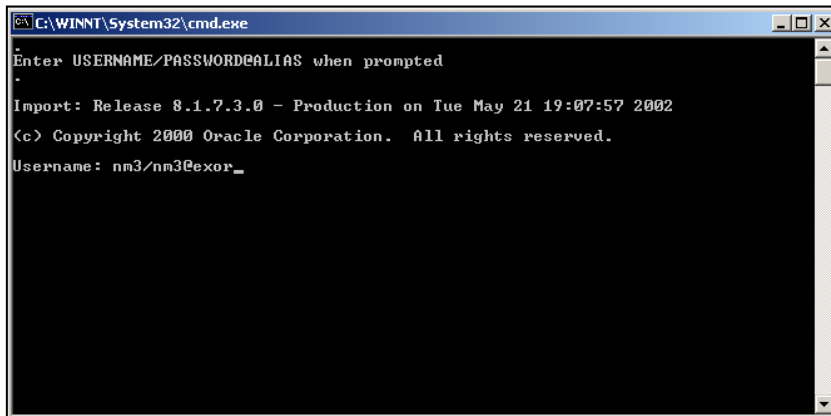 C:\WINNT\System32\cmd.exe
.
Enter USERNAME/PASSWORD@ALIAS when prompted
.
Import: Release 8.1.7.3.0 - Production on Tue May 21 19:07:57 2002
(c) Copyright 2000 Oracle Corporation.  All rights reserved.
Username: nm3/nm3@exor_